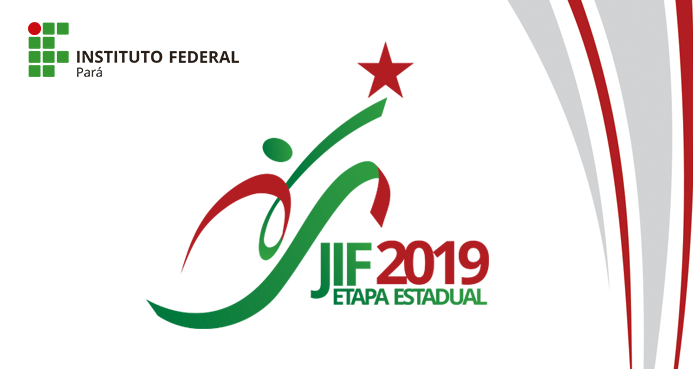 INSTITUTO FEDERAL
Pará
JIF 2019
ETAPA ESTADUAL